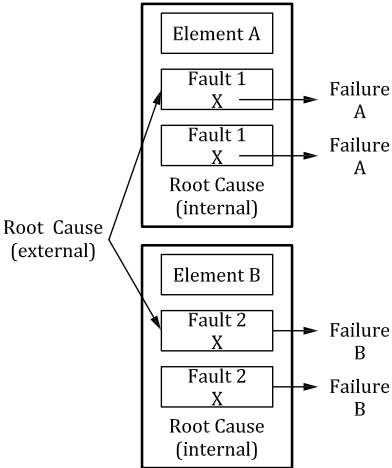 Element A
Fault 1
X
Failure
A
Fault 1
X
Failure
A
Root Cause
(internal)
Root Cause
(external)
Element B
Fault 2
X
Failure
B
Fault 2
X
Failure
B
Root Cause
(internal)